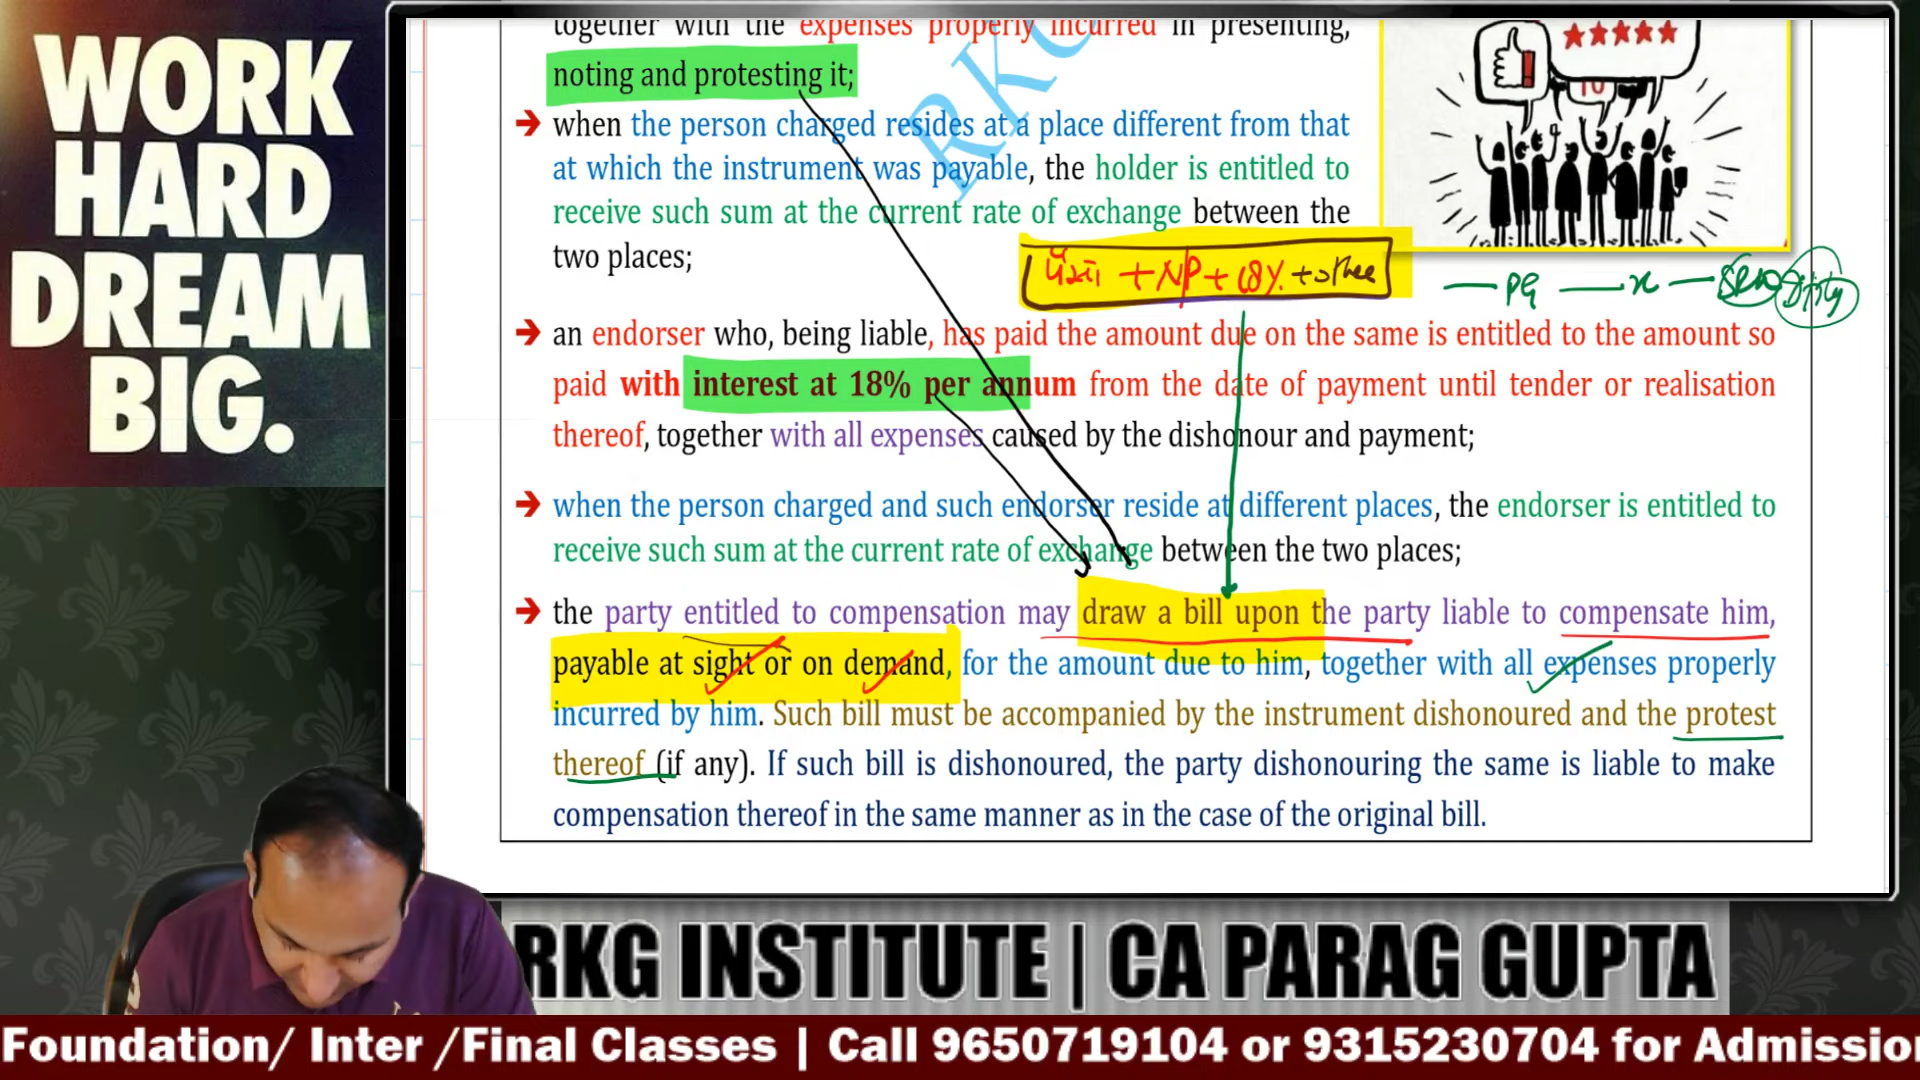 WORK
HARD
DREAM
BIG.
together with the expenses properly incurred in presenting,
noting and protesting it;
RKG
➔ when the person charged resides at a place different from that
at which the instrument was payable, the holder is entitled to
receive such sum at the current rate of exchange between the
two places;
पैसा + NP + 18% + other
PG x
➔ an endorser who, being liable, has paid the amount due on the same is entitled to the amount so
paid with interest at 18% per annum from the date of payment until tender or realisation
thereof, together with all expenses caused by the dishonour and payment;
➔ when the person charged and such endorser reside at different places, the endorser is entitled to
receive such sum at the current rate of exchange between the two places;
➔ the party entitled to compensation may draw a bill upon the party liable to compensate him,
payable at sight or on demand, for the amount due to him, together with all expenses properly
incurred by him. Such bill must be accompanied by the instrument dishonoured and the protest
thereof (if any). If such bill is dishonoured, the party dishonouring the same is liable to make
compensation thereof in the same manner as in the case of the original bill.
RKG INSTITUTE | CA PARAG GUPTA
Foundation/ Inter /Final Classes | Call 9650719104 or 9315230704 for Admissio